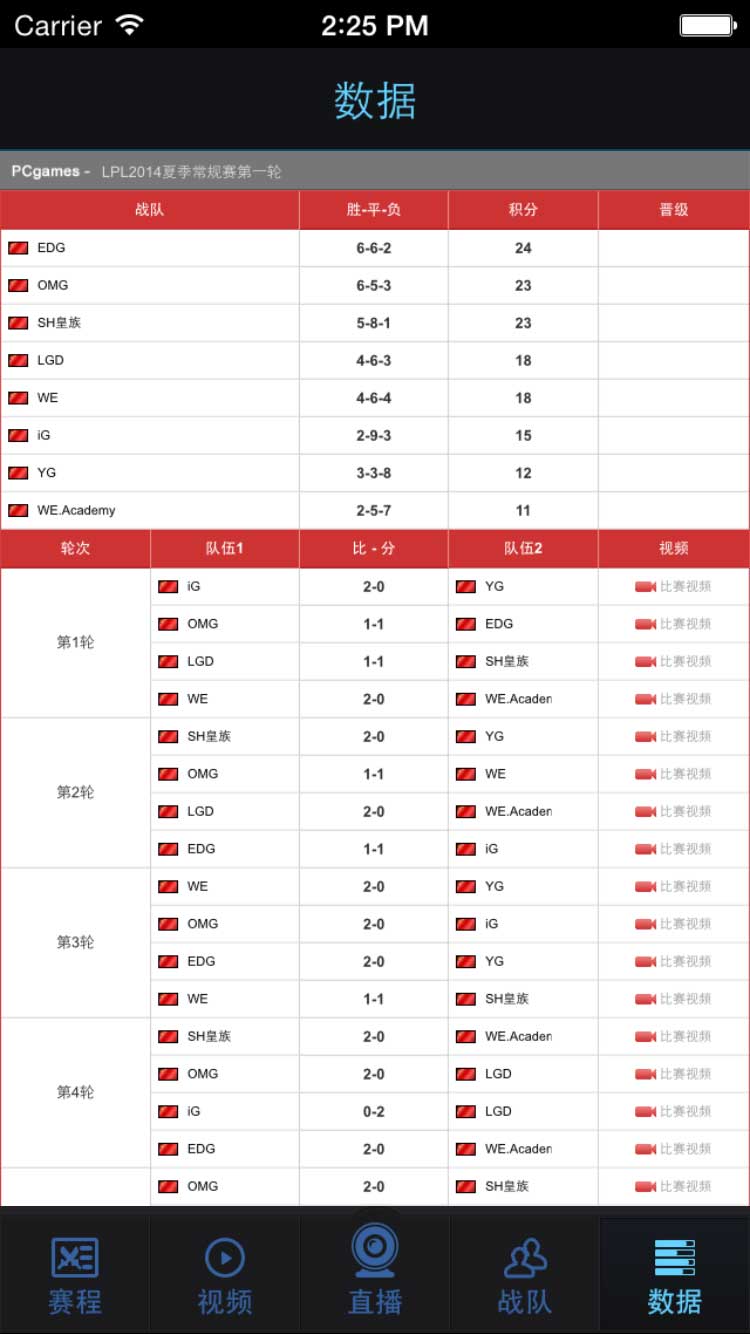 Carrier 2:25 PM
数据
PCgames - LPL2014夏季常规赛第一轮
战队 胜-平-负 积分 晋级
EDG 6-6-2 24
OMG 6-5-3 23
SH皇族 5-8-1 23
LGD 4-6-3 18
WE 4-6-4 18
iG 2-9-3 15
YG 3-3-8 12
WE.Academy 2-5-7 11
轮次 队伍1 比 - 分 队伍2 视频
第1轮
iG 2-0 YG 比赛视频
OMG 1-1 EDG 比赛视频
LGD 1-1 SH皇族 比赛视频
WE 2-0 WE.Academ 比赛视频
第2轮
SH皇族 2-0 YG 比赛视频
OMG 1-1 WE 比赛视频
LGD 2-0 WE.Academ 比赛视频
EDG 1-1 iG 比赛视频
第3轮
WE 2-0 YG 比赛视频
OMG 2-0 iG 比赛视频
EDG 2-0 YG 比赛视频
WE 1-1 SH皇族 比赛视频
第4轮
SH皇族 2-0 WE.Academ 比赛视频
OMG 2-0 LGD 比赛视频
iG 0-2 LGD 比赛视频
EDG 2-0 WE.Academ 比赛视频
OMG 2-0 SH皇族 比赛视频
赛程 视频 直播 战队 数据